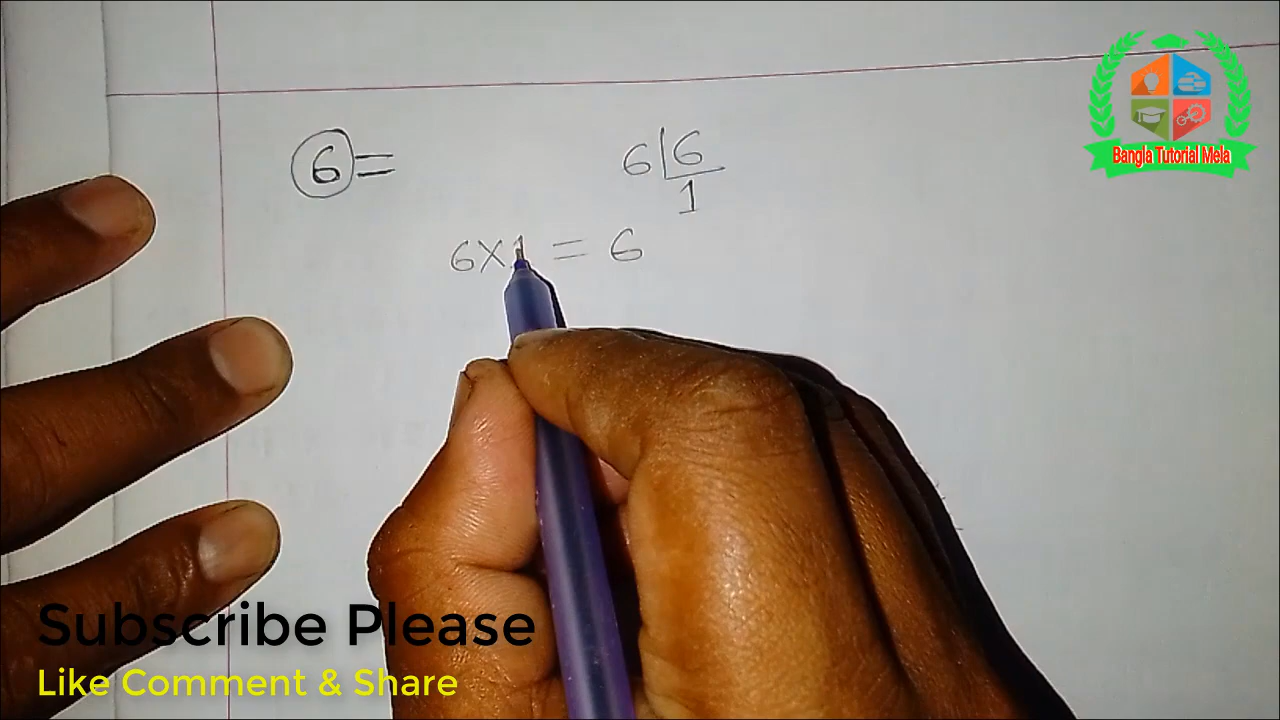 Bangla Tutorial Mela
6 =
6|6
1
6×1 = 6
Subscribe Please
Like Comment & Share